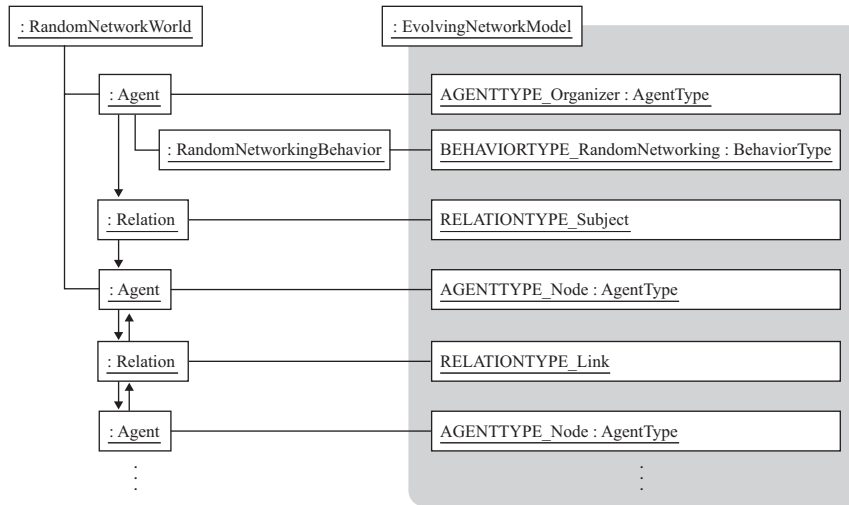 : RandomNetworkWorld
: EvolvingNetworkModel
: Agent
AGENTTYPE_Organizer : AgentType
: RandomNetworkingBehavior
BEHAVIORTYPE_RandomNetworking : BehaviorType
: Relation
RELATIONTYPE_Subject
: Agent
AGENTTYPE_Node : AgentType
: Relation
RELATIONTYPE_Link
: Agent
AGENTTYPE_Node : AgentType